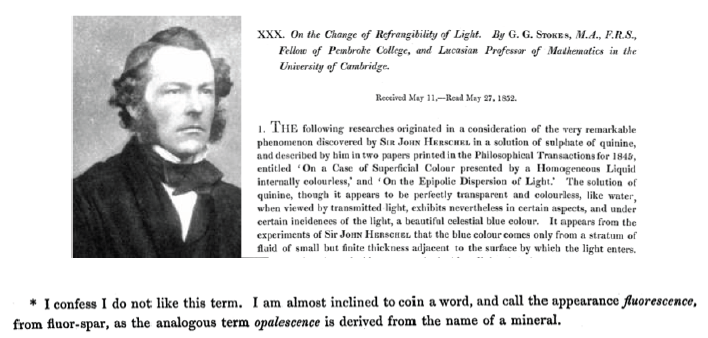 XXX. On the Change of Refrangibility of Light. By G. G. STOKES, M.A., F.R.S.,
Fellow of Pembroke College, and Lucasian Professor of Mathematics in the
University of Cambridge.
Received May 11,—Read May 27, 1852.
1. THE following researches originated in a consideration of the very remarkable
phenomenon discovered by SIR JOHN HERSCHEL in a solution of sulphate of quinine,
and described by him in two papers printed in the Philosophical Transactions for 1845,
entitled ‘On a Case of Superficial Colour presented by a Homogeneous Liquid
internally colourless,’ and ‘On the Epipolic Dispersion of Light.’ The solution of
quinine, though it appears to be perfectly transparent and colourless, like water,
when viewed by transmitted light, exhibits nevertheless in certain aspects, and under
certain incidences of the light, a beautiful celestial blue colour. It appears from the
experiments of Sir JOHN HERSCHEL that the blue colour comes only from a stratum of
fluid of small but finite thickness adjacent to the surface by which the light enters.
* I confess I do not like this term. I am almost inclined to coin a word, and call the appearance fluorescence,
from fluor-spar, as the analogous term opalescence is derived from the name of a mineral.